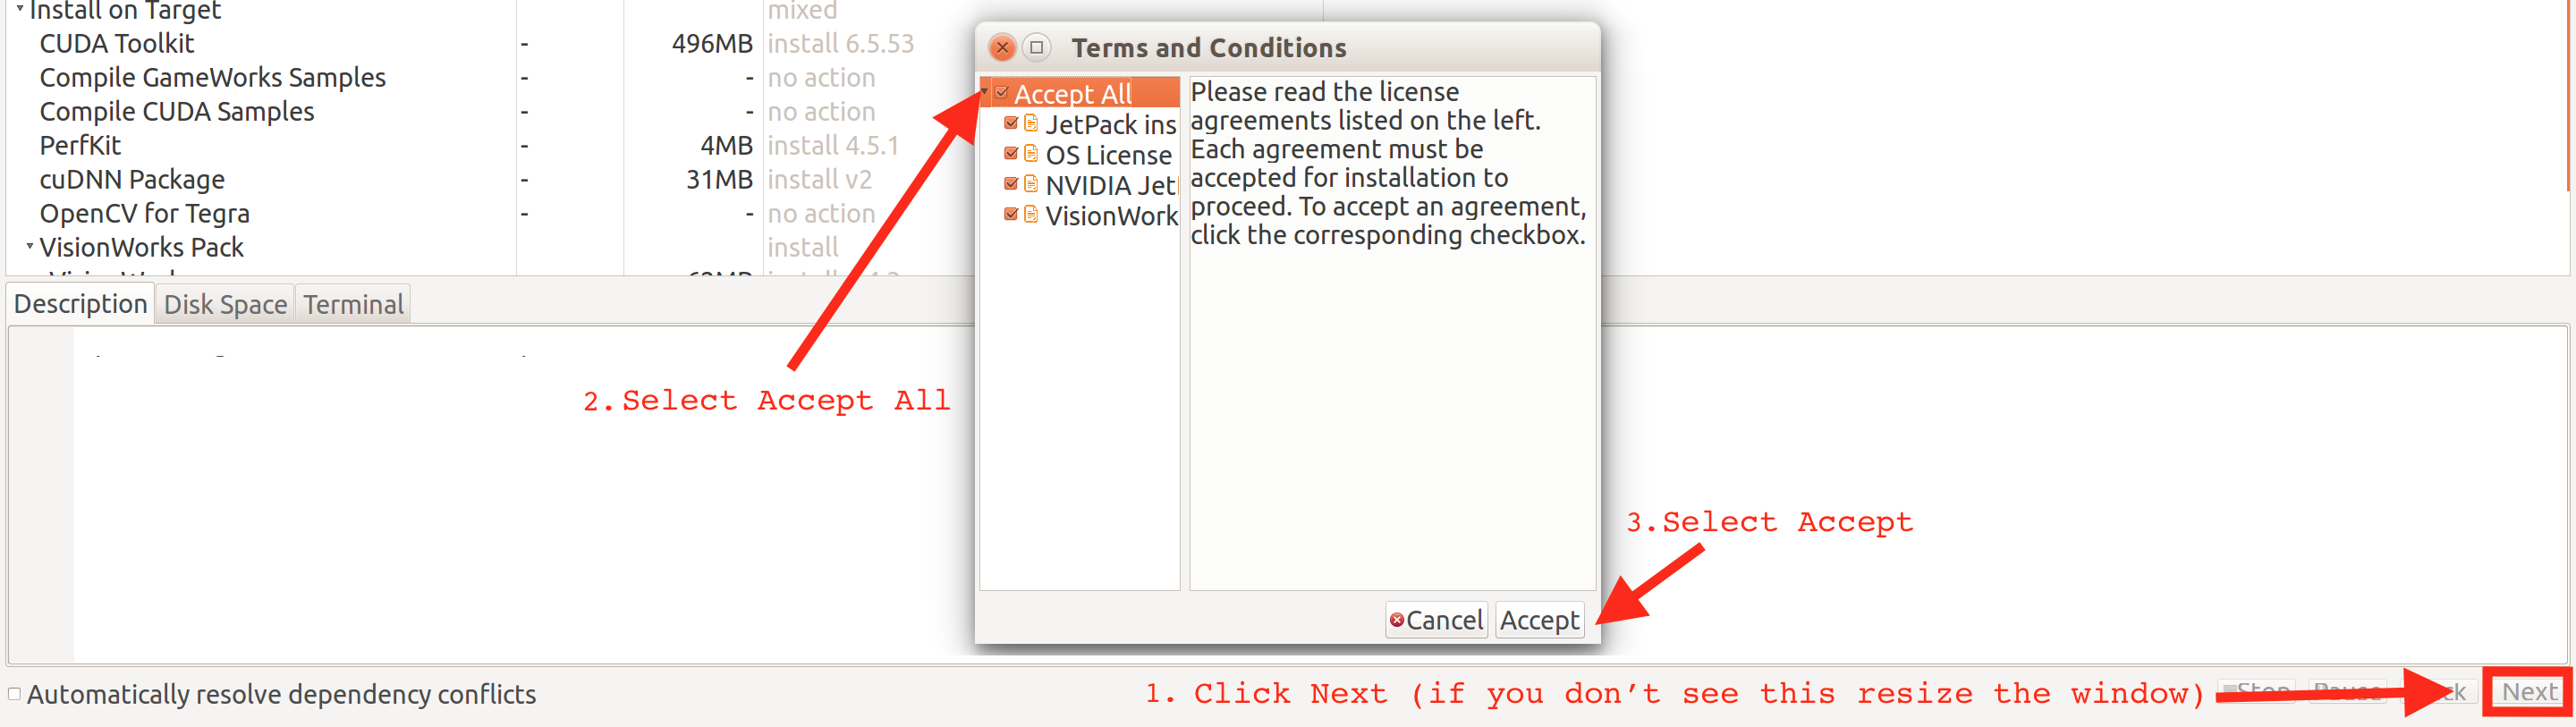 Install on Target mixed
CUDA Toolkit - 496MB install 6.5.53
Compile GameWorks Samples - - no action
Compile CUDA Samples - - no action
PerfKit - 4MB install 4.5.1
cuDNN Package - 31MB install v2
OpenCV for Tegra - - no action
VisionWorks Pack install
Description Disk Space Terminal
Terms and Conditions
Accept All
JetPack ins
OS License
NVIDIA Jet
VisionWork
Please read the license
agreements listed on the left.
Each agreement must be
accepted for installation to
proceed. To accept an agreement,
click the corresponding checkbox.
Cancel Accept
2.Select Accept All
3.Select Accept
Automatically resolve dependency conflicts
1. Click Next (if you don't see this resize the window)
Stop Pause Next